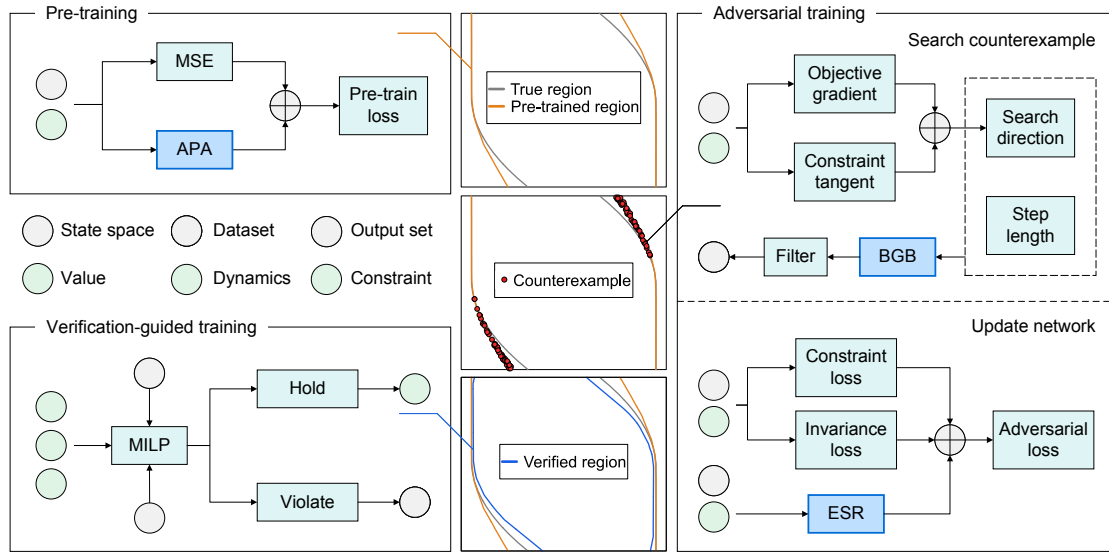 Pre-training
MSE
APA
Pre-train
loss
True region
Pre-trained region
Adversarial training
Search counterexample
Objective
gradient
Constraint
tangent
Search
direction
Step
length
BGB
Filter
State space
Dataset
Output set
Value
Dynamics
Constraint
Counterexample
Verification-guided training
MILP
Hold
Violate
Verified region
Update network
Constraint
loss
Invariance
loss
ESR
Adversarial
loss